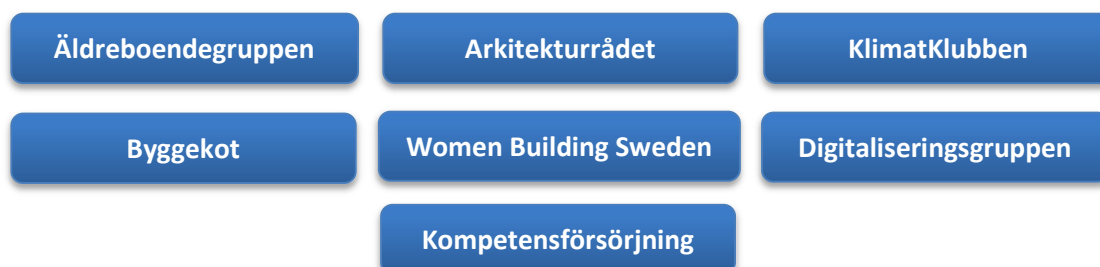 Äldreboendegruppen
Arkitekturrådet
KlimatKlubben
Byggekot
Women Building Sweden
Digitaliseringsgruppen
Kompetensförsörjning